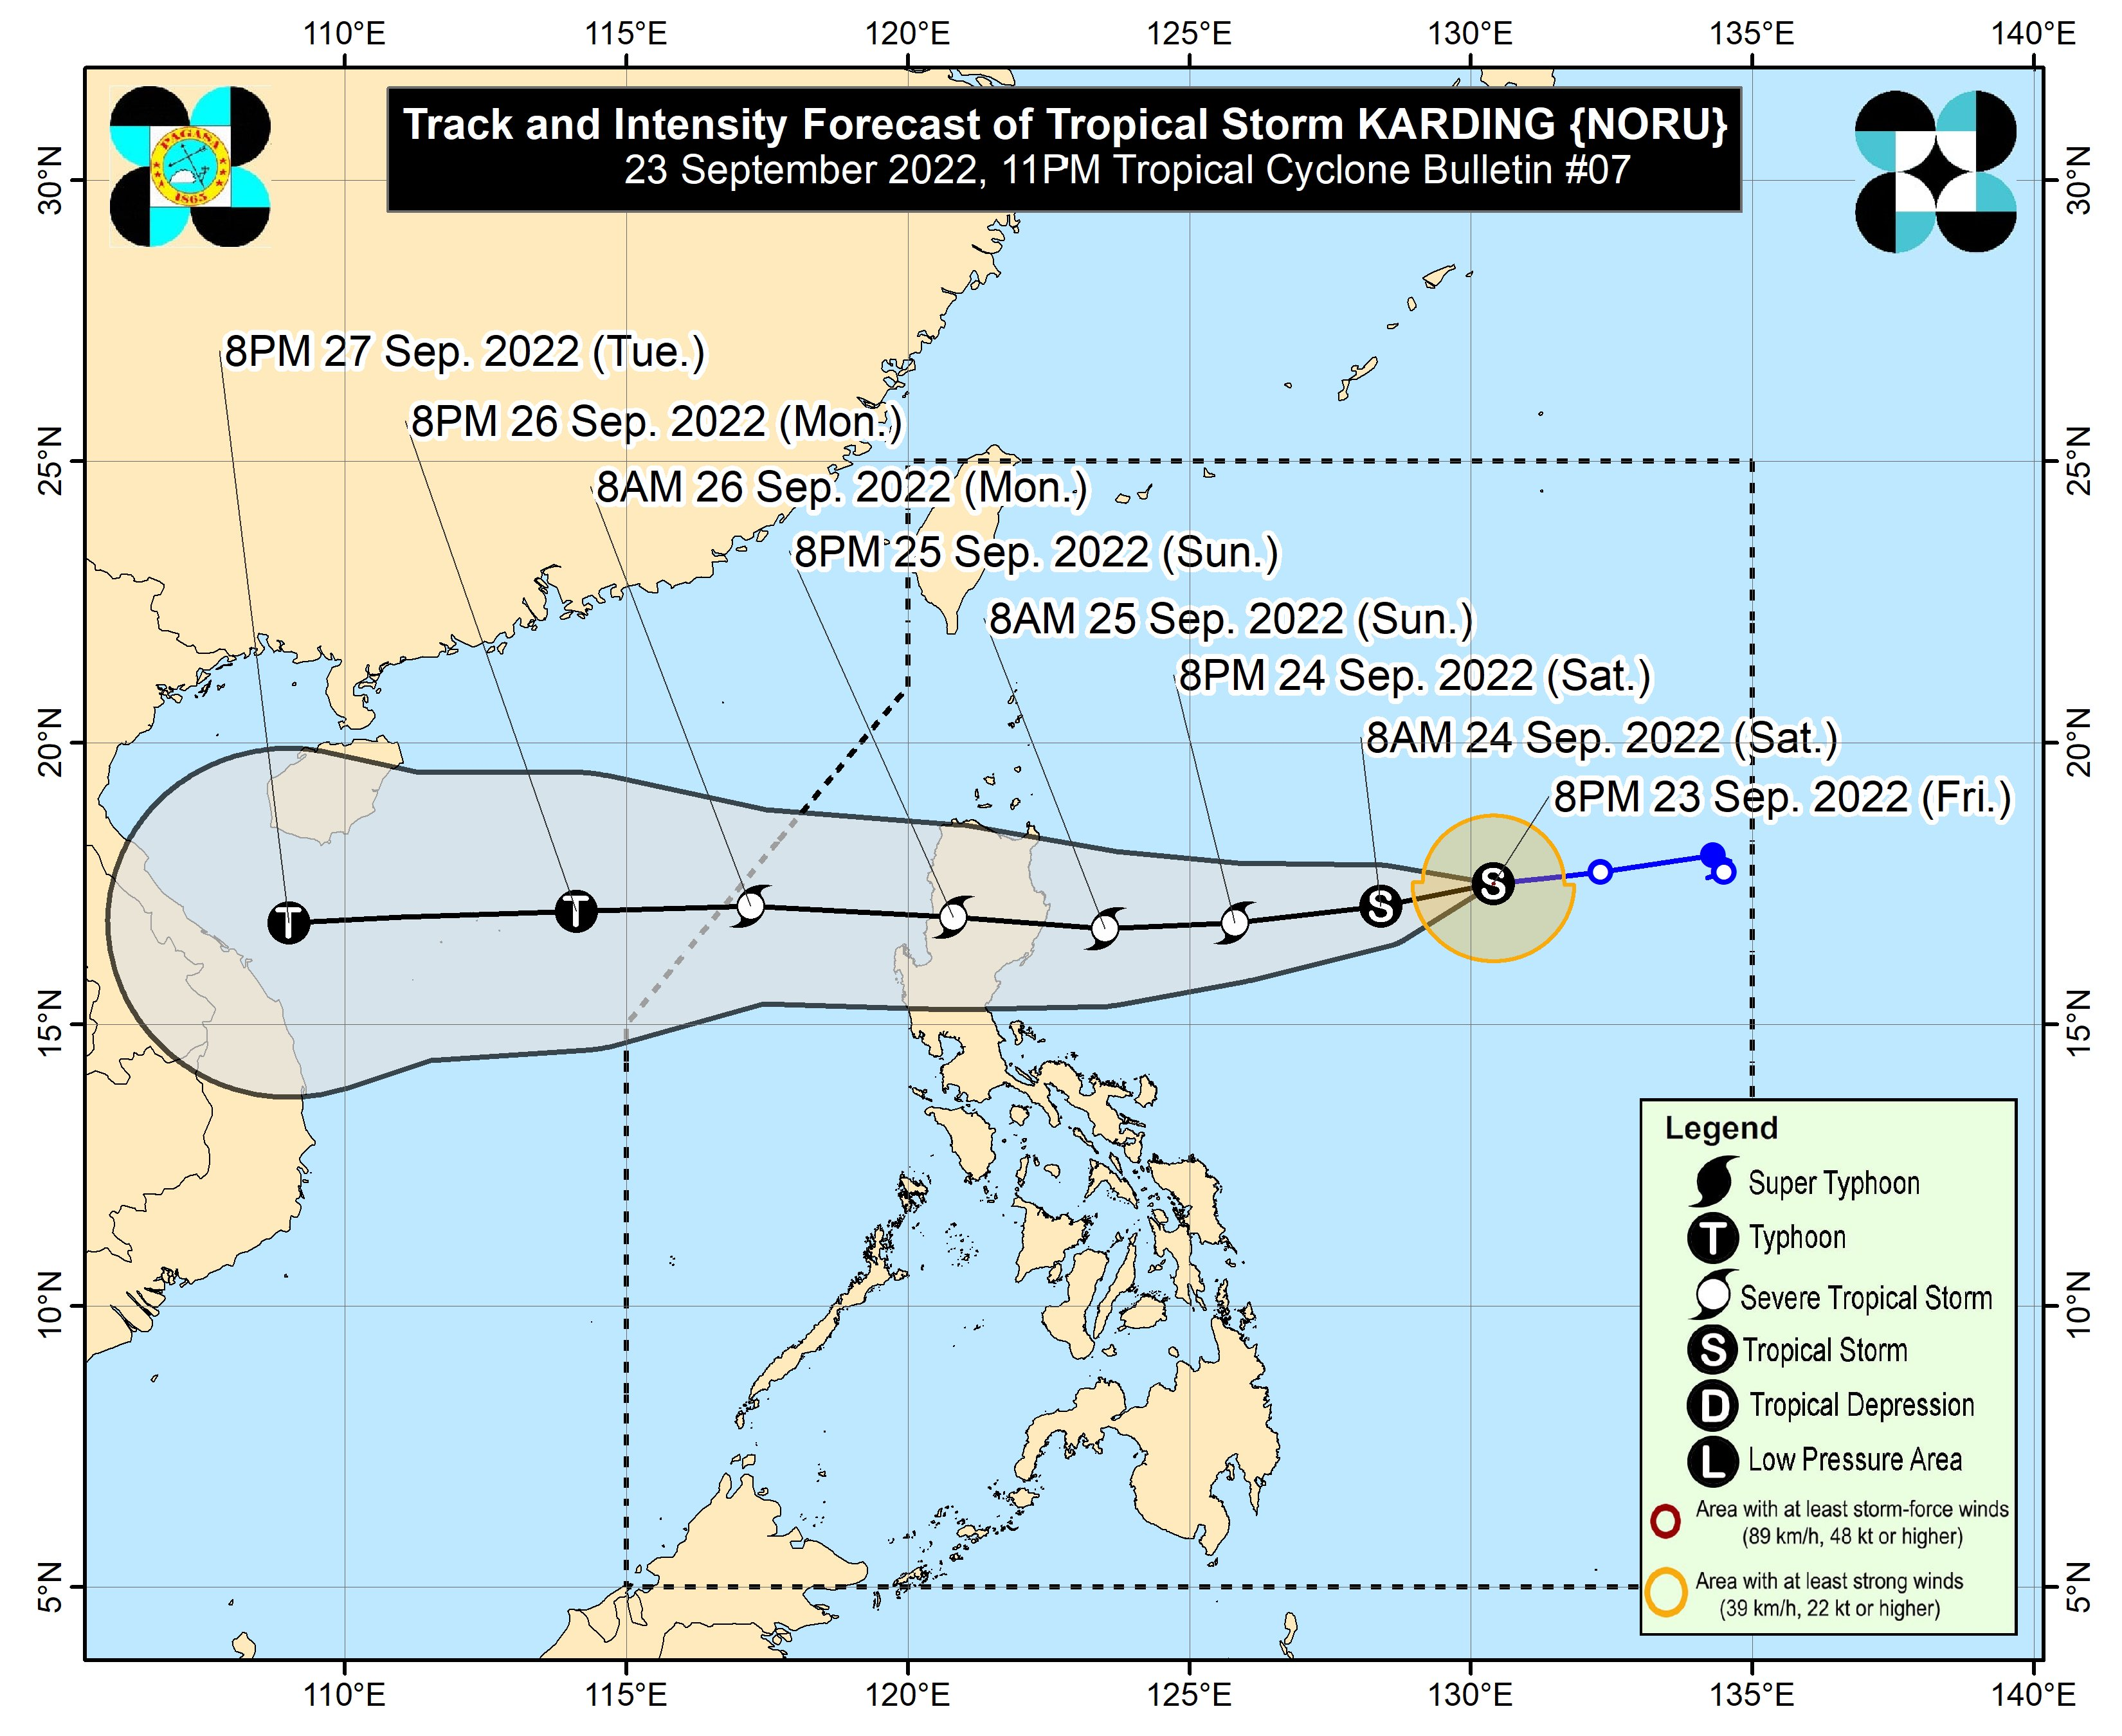 110°E 115°E 120°E 125°E 130°E 135°E 140°E
Track and Intensity Forecast of Tropical Storm KARDING {NORU}
23 September 2022, 11PM Tropical Cyclone Bulletin #07
PAGASA
1865
30°N 30°N
8PM 27 Sep. 2022 (Tue.)
8PM 26 Sep. 2022 (Mon.)
25°N 25°N
8AM 26 Sep. 2022 (Mon.)
8PM 25 Sep. 2022 (Sun.)
8AM 25 Sep. 2022 (Sun.)
8PM 24 Sep. 2022 (Sat.)
20°N 20°N
8AM 24 Sep. 2022 (Sat.)
8PM 23 Sep. 2022 (Fri.)
T T S S
15°N 15°N
Legend
Super Typhoon
T Typhoon
Severe Tropical Storm
10°N 10°N
S Tropical Storm
D Tropical Depression
L Low Pressure Area
Area with at least storm-force winds
(89 km/h, 48 kt or higher)
5°N 5°N
Area with at least strong winds
(39 km/h, 22 kt or higher)
110°E 115°E 120°E 125°E 130°E 135°E 140°E